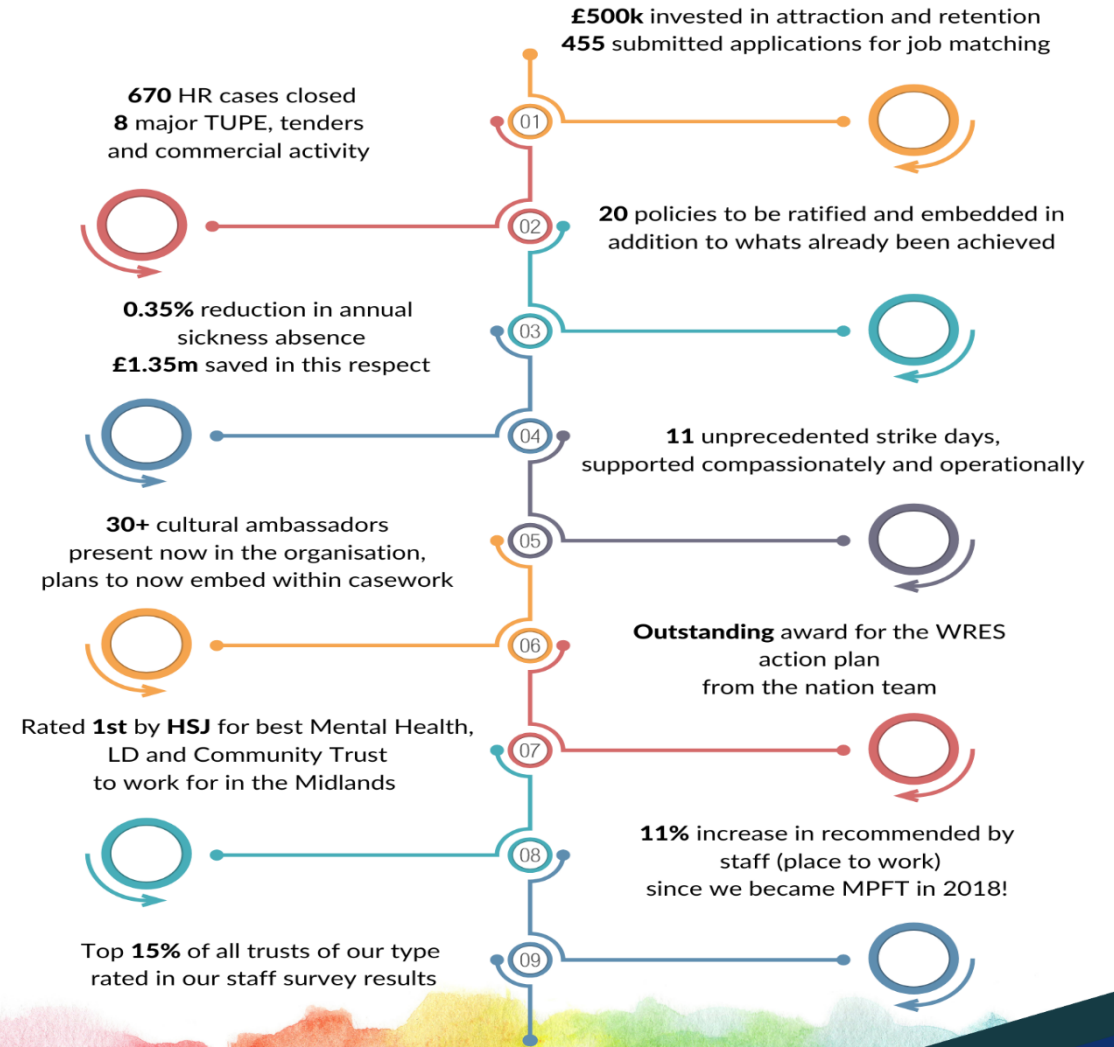 £500k invested in attraction and retention
455 submitted applications for job matching
01
670 HR cases closed
8 major TUPE, tenders
and commercial activity
02
20 policies to be ratified and embedded in
addition to whats already been achieved
03
0.35% reduction in annual
sickness absence
£1.35m saved in this respect
04
11 unprecedented strike days,
supported compassionately and operationally
05
30+ cultural ambassadors
present now in the organisation,
plans to now embed within casework
06
Outstanding award for the WRES
action plan
from the nation team
07
Rated 1st by HSJ for best Mental Health,
LD and Community Trust
to work for in the Midlands
08
11% increase in recommended by
staff (place to work)
since we became MPFT in 2018!
09
Top 15% of all trusts of our type
rated in our staff survey results